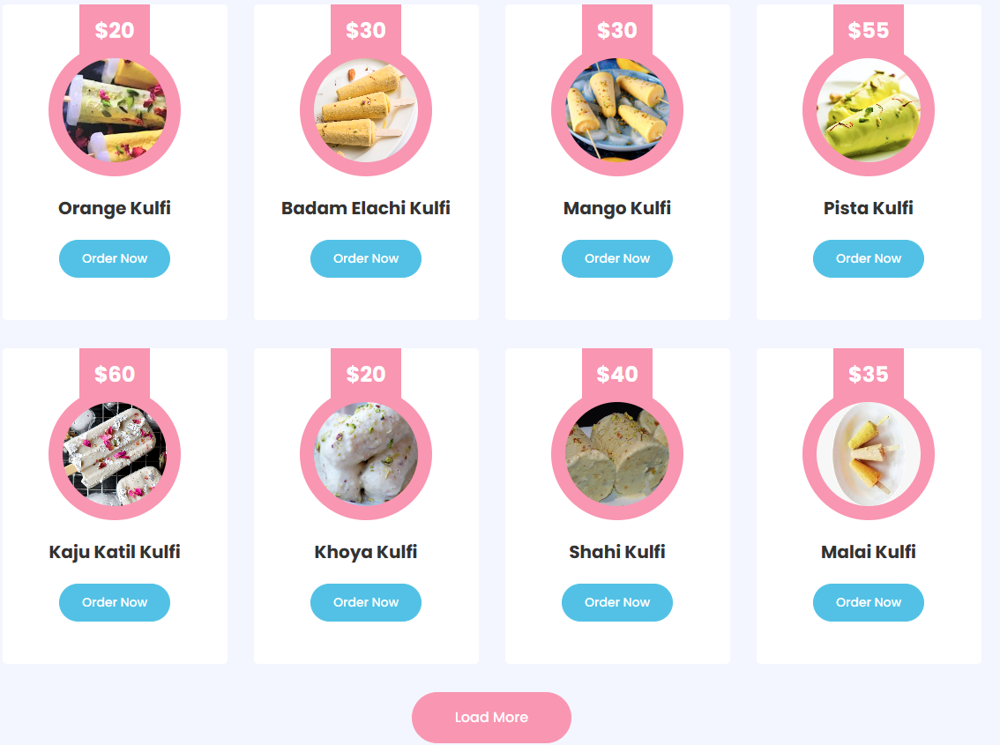 $20
$30
$30
$55
Orange Kulfi
Badam Elachi Kulfi
Mango Kulfi
Pista Kulfi
Order Now
Order Now
Order Now
Order Now
$60
$20
$40
$35
Kaju Katil Kulfi
Khoya Kulfi
Shahi Kulfi
Malai Kulfi
Order Now
Order Now
Order Now
Order Now
Load More